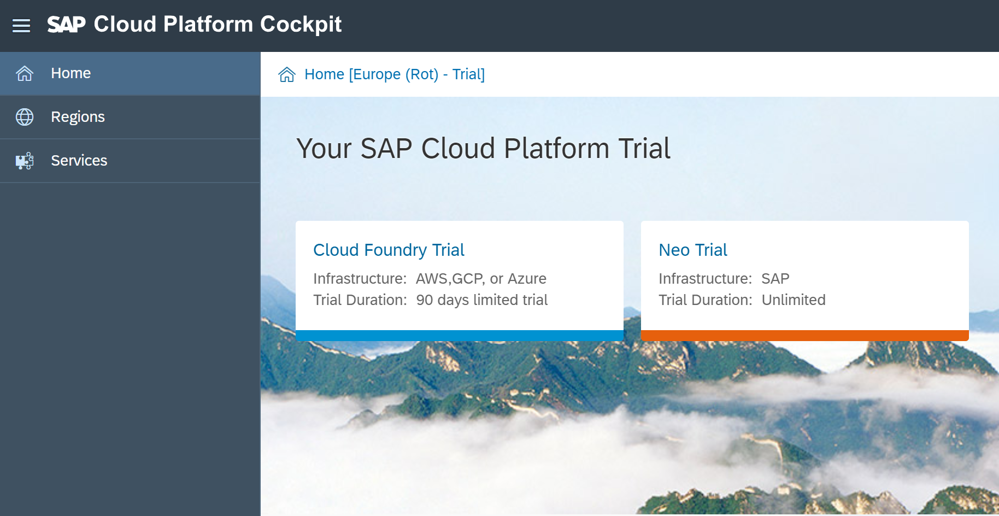 SAP Cloud Platform Cockpit
Home
Regions
Services
Home [Europe (Rot) - Trial]
Your SAP Cloud Platform Trial
Cloud Foundry Trial
Infrastructure: AWS,GCP, or Azure
Trial Duration: 90 days limited trial
Neo Trial
Infrastructure: SAP
Trial Duration: Unlimited